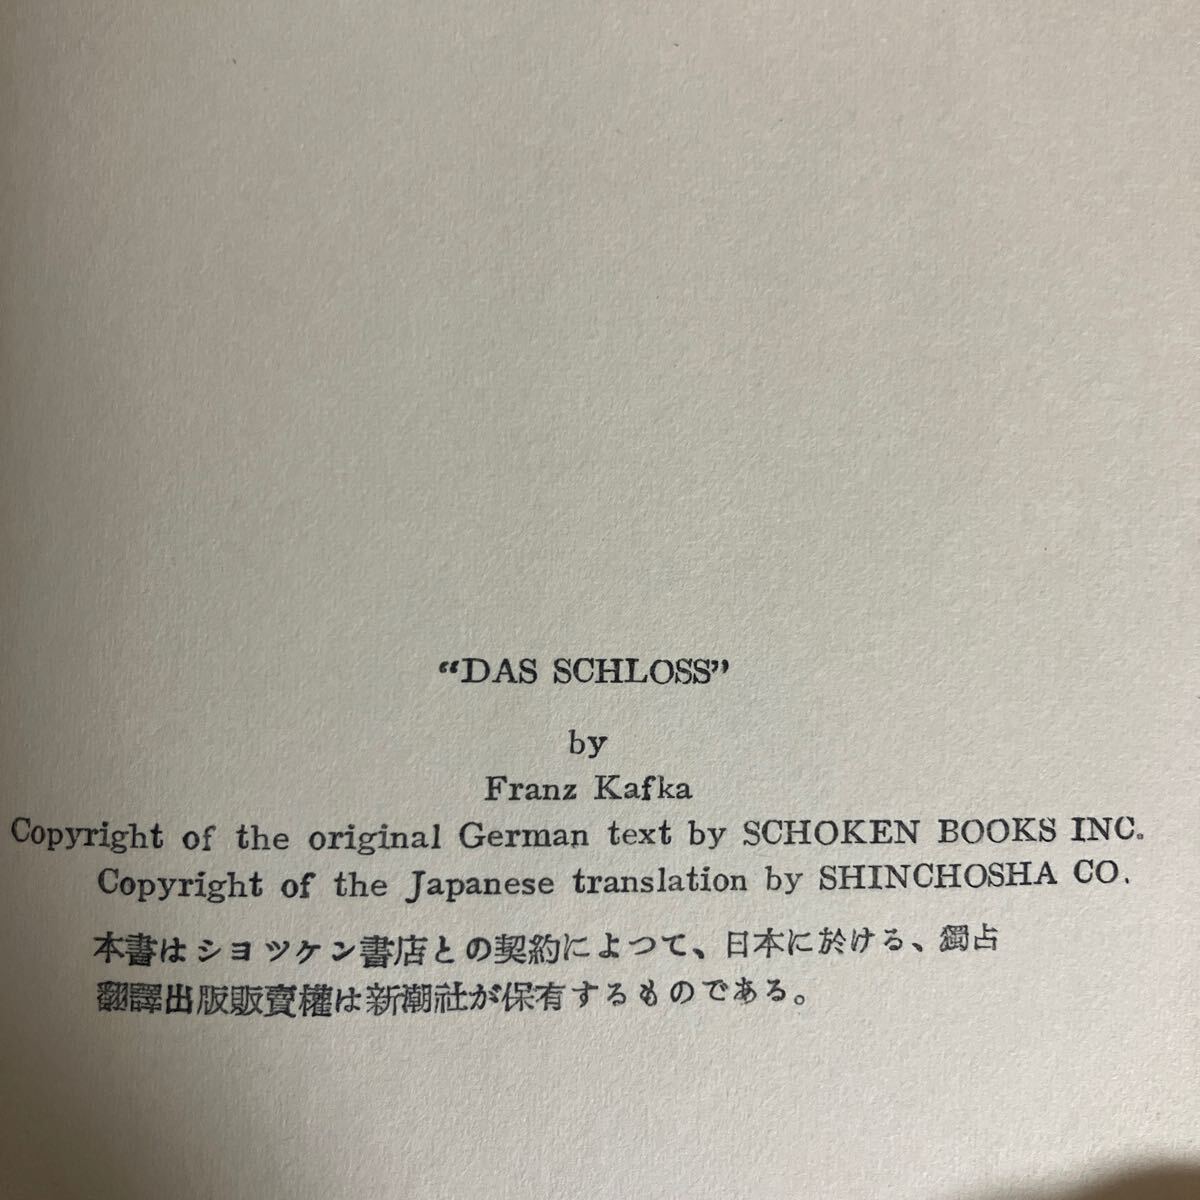 “DAS SCHLOSS”
by
Franz Kafka
Copyright of the original German text by SCHOKEN BOOKS INC.
Copyright of the Japanese translation by SHINCHOSHA CO.
本書はシヨツケン書店との契約によつて、日本に於ける、獨占
翻譯出版販賣權は新潮社が保有するものである。